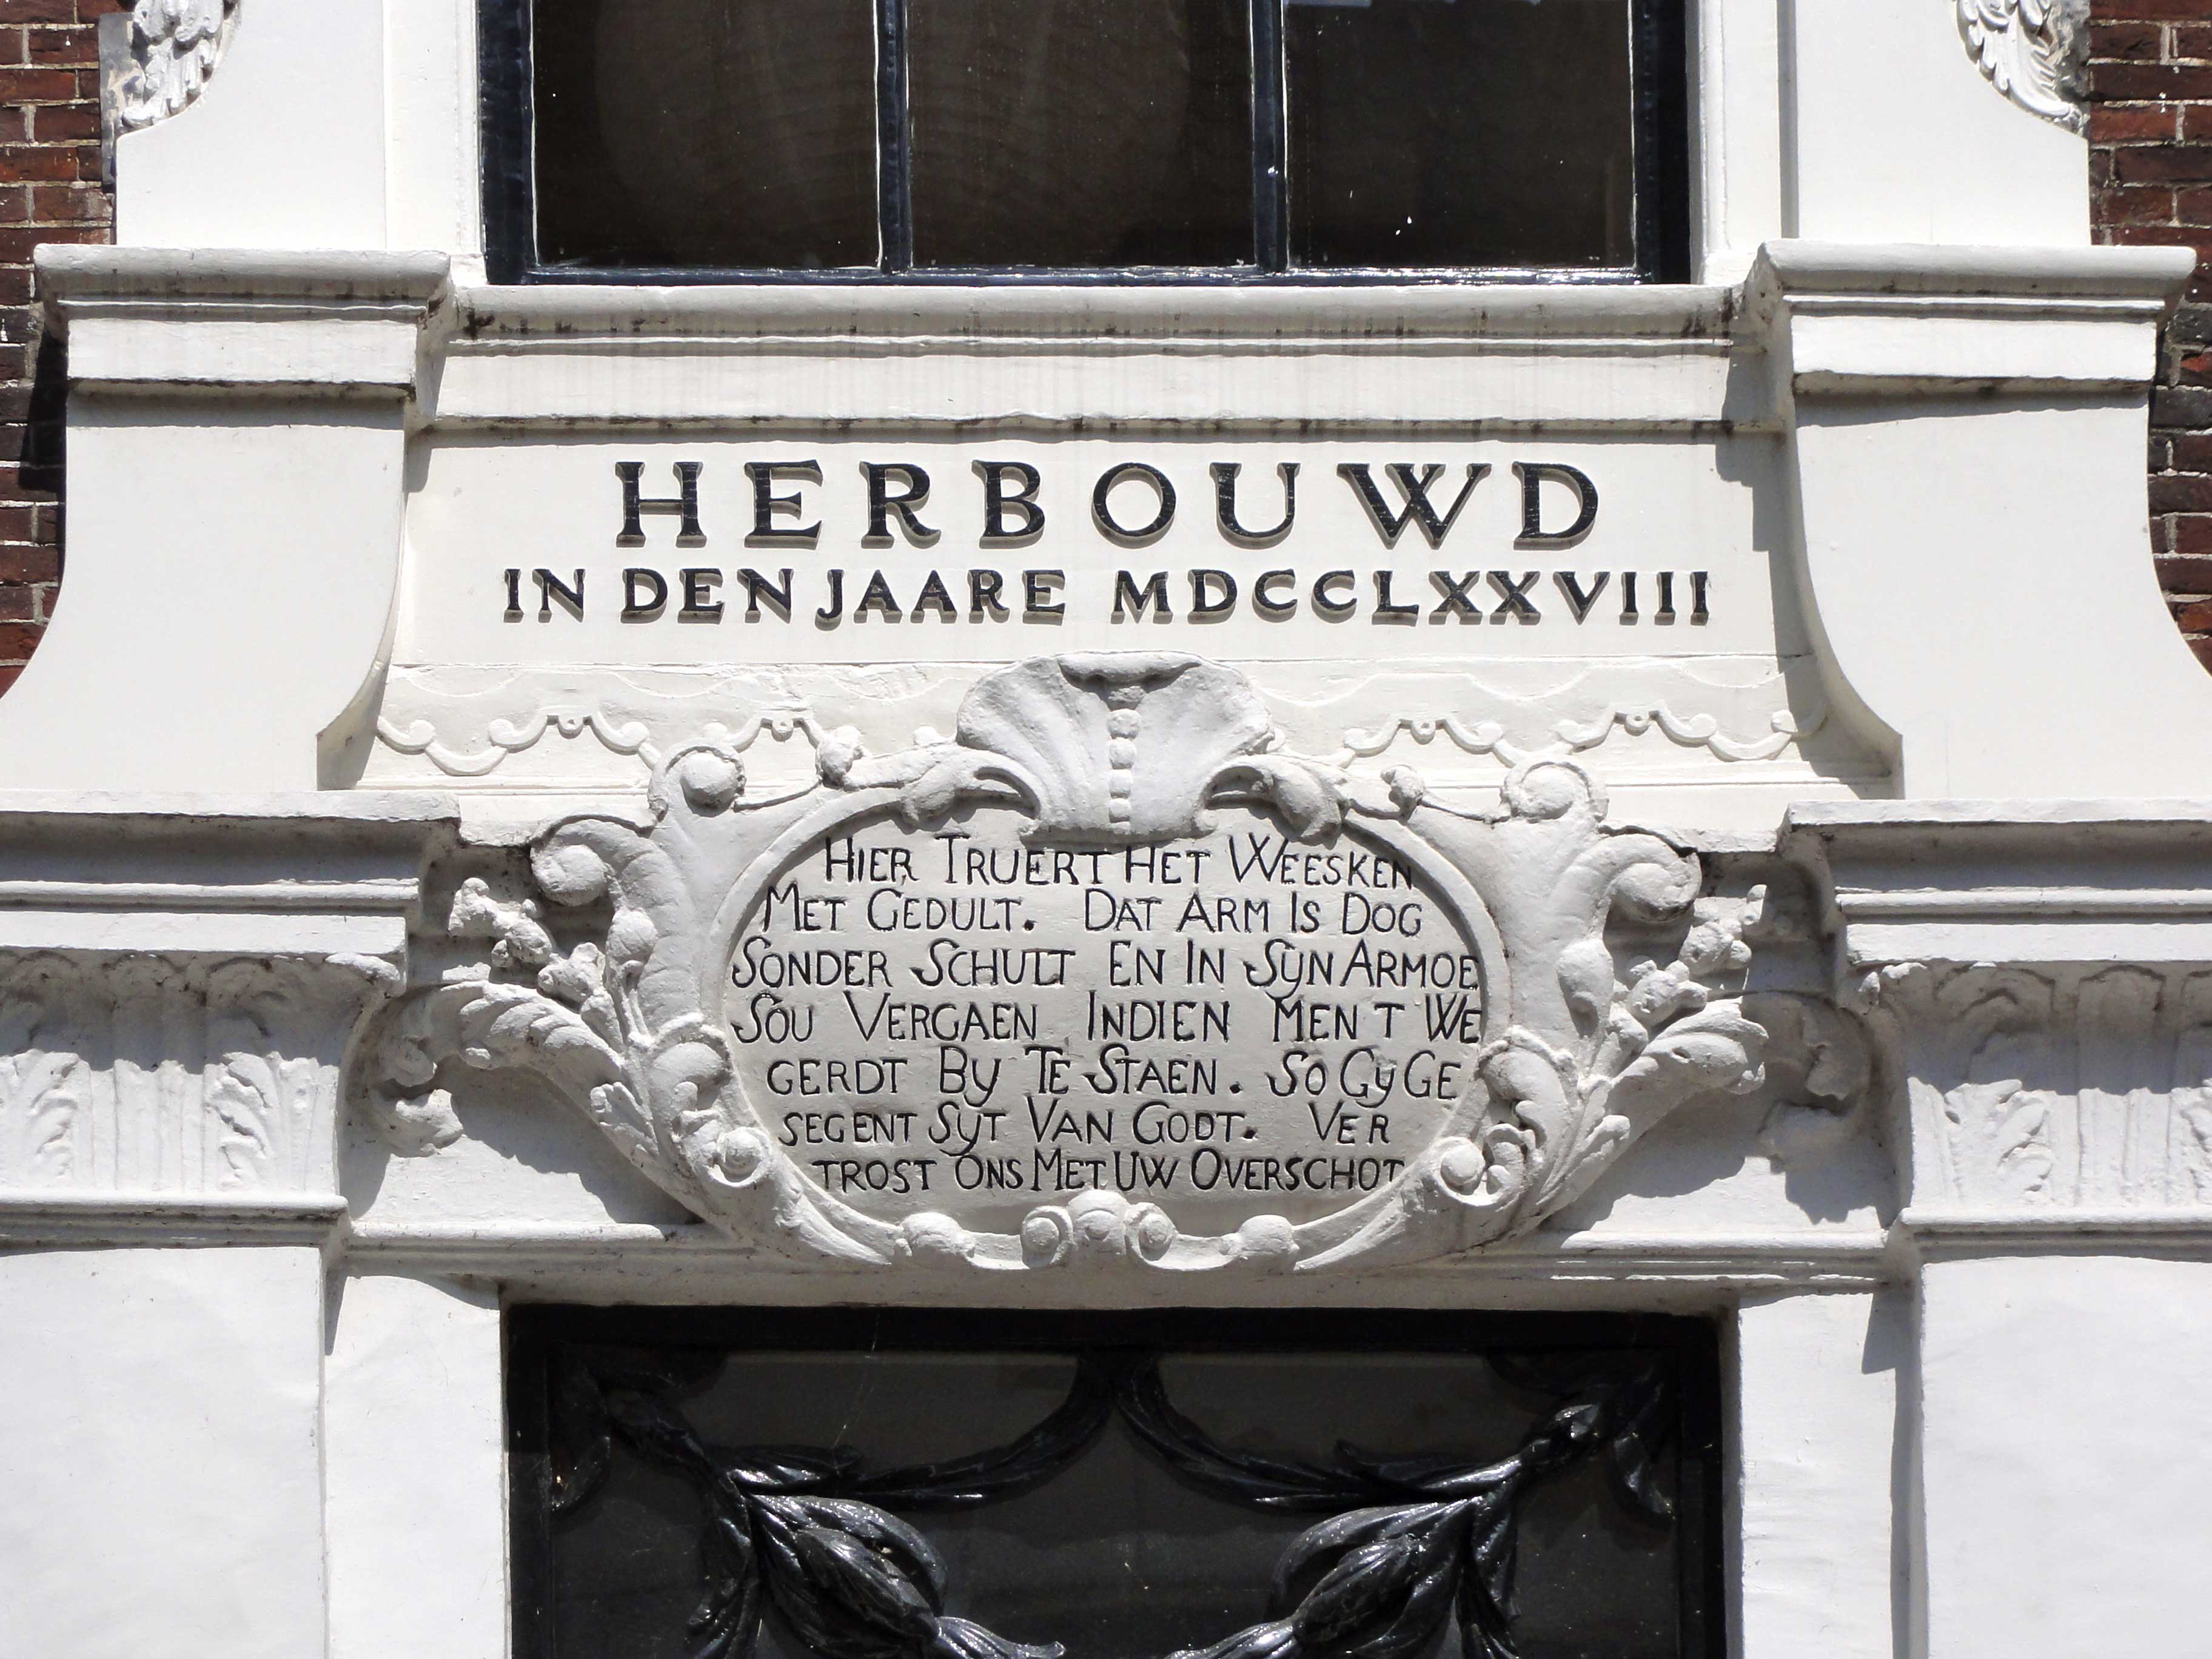 HERBOUWD
IN DEN JAARE MDCCLXXVIII
HIER TRUERT HET WEESKEN
MET GEDULT. DAT ARM IS DOG
SONDER SCHULT EN IN SYN ARMOE
SOU VERGAEN INDIEN MEN T WE
GERDT BY TE STAEN. SO GY GE
SEGENT SYT VAN GODT. VER
TROST ONS MET UW OVERSCHOT